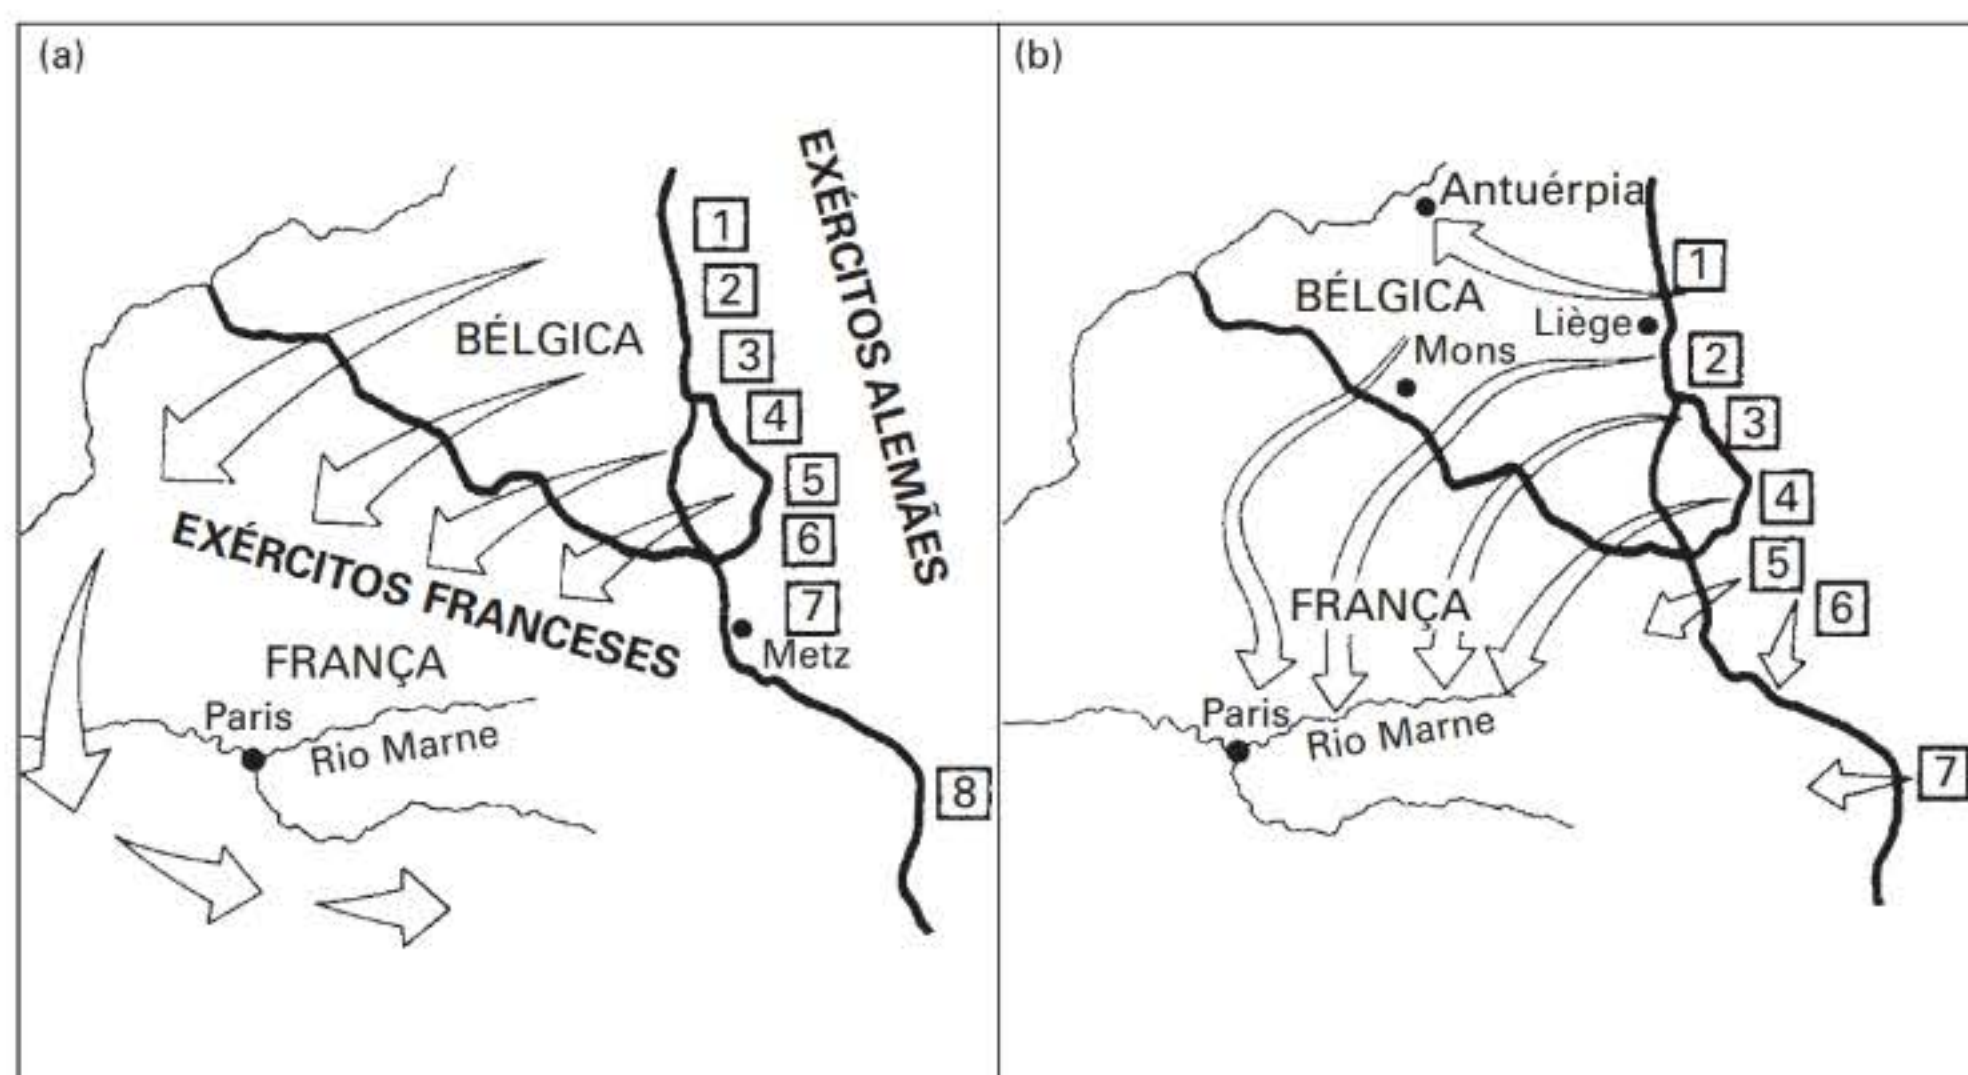 (a)
EXÉRCITOS ALEMÃES
1
2
3
BÉLGICA
4
5
EXÉRCITOS FRANCESES
6
7
Metz
FRANÇA
Paris
Rio Marne
8
(b)
Antuérpia
1
BÉLGICA
Liège
Mons
2
3
4
5
FRANÇA
6
Paris
Rio Marne
7